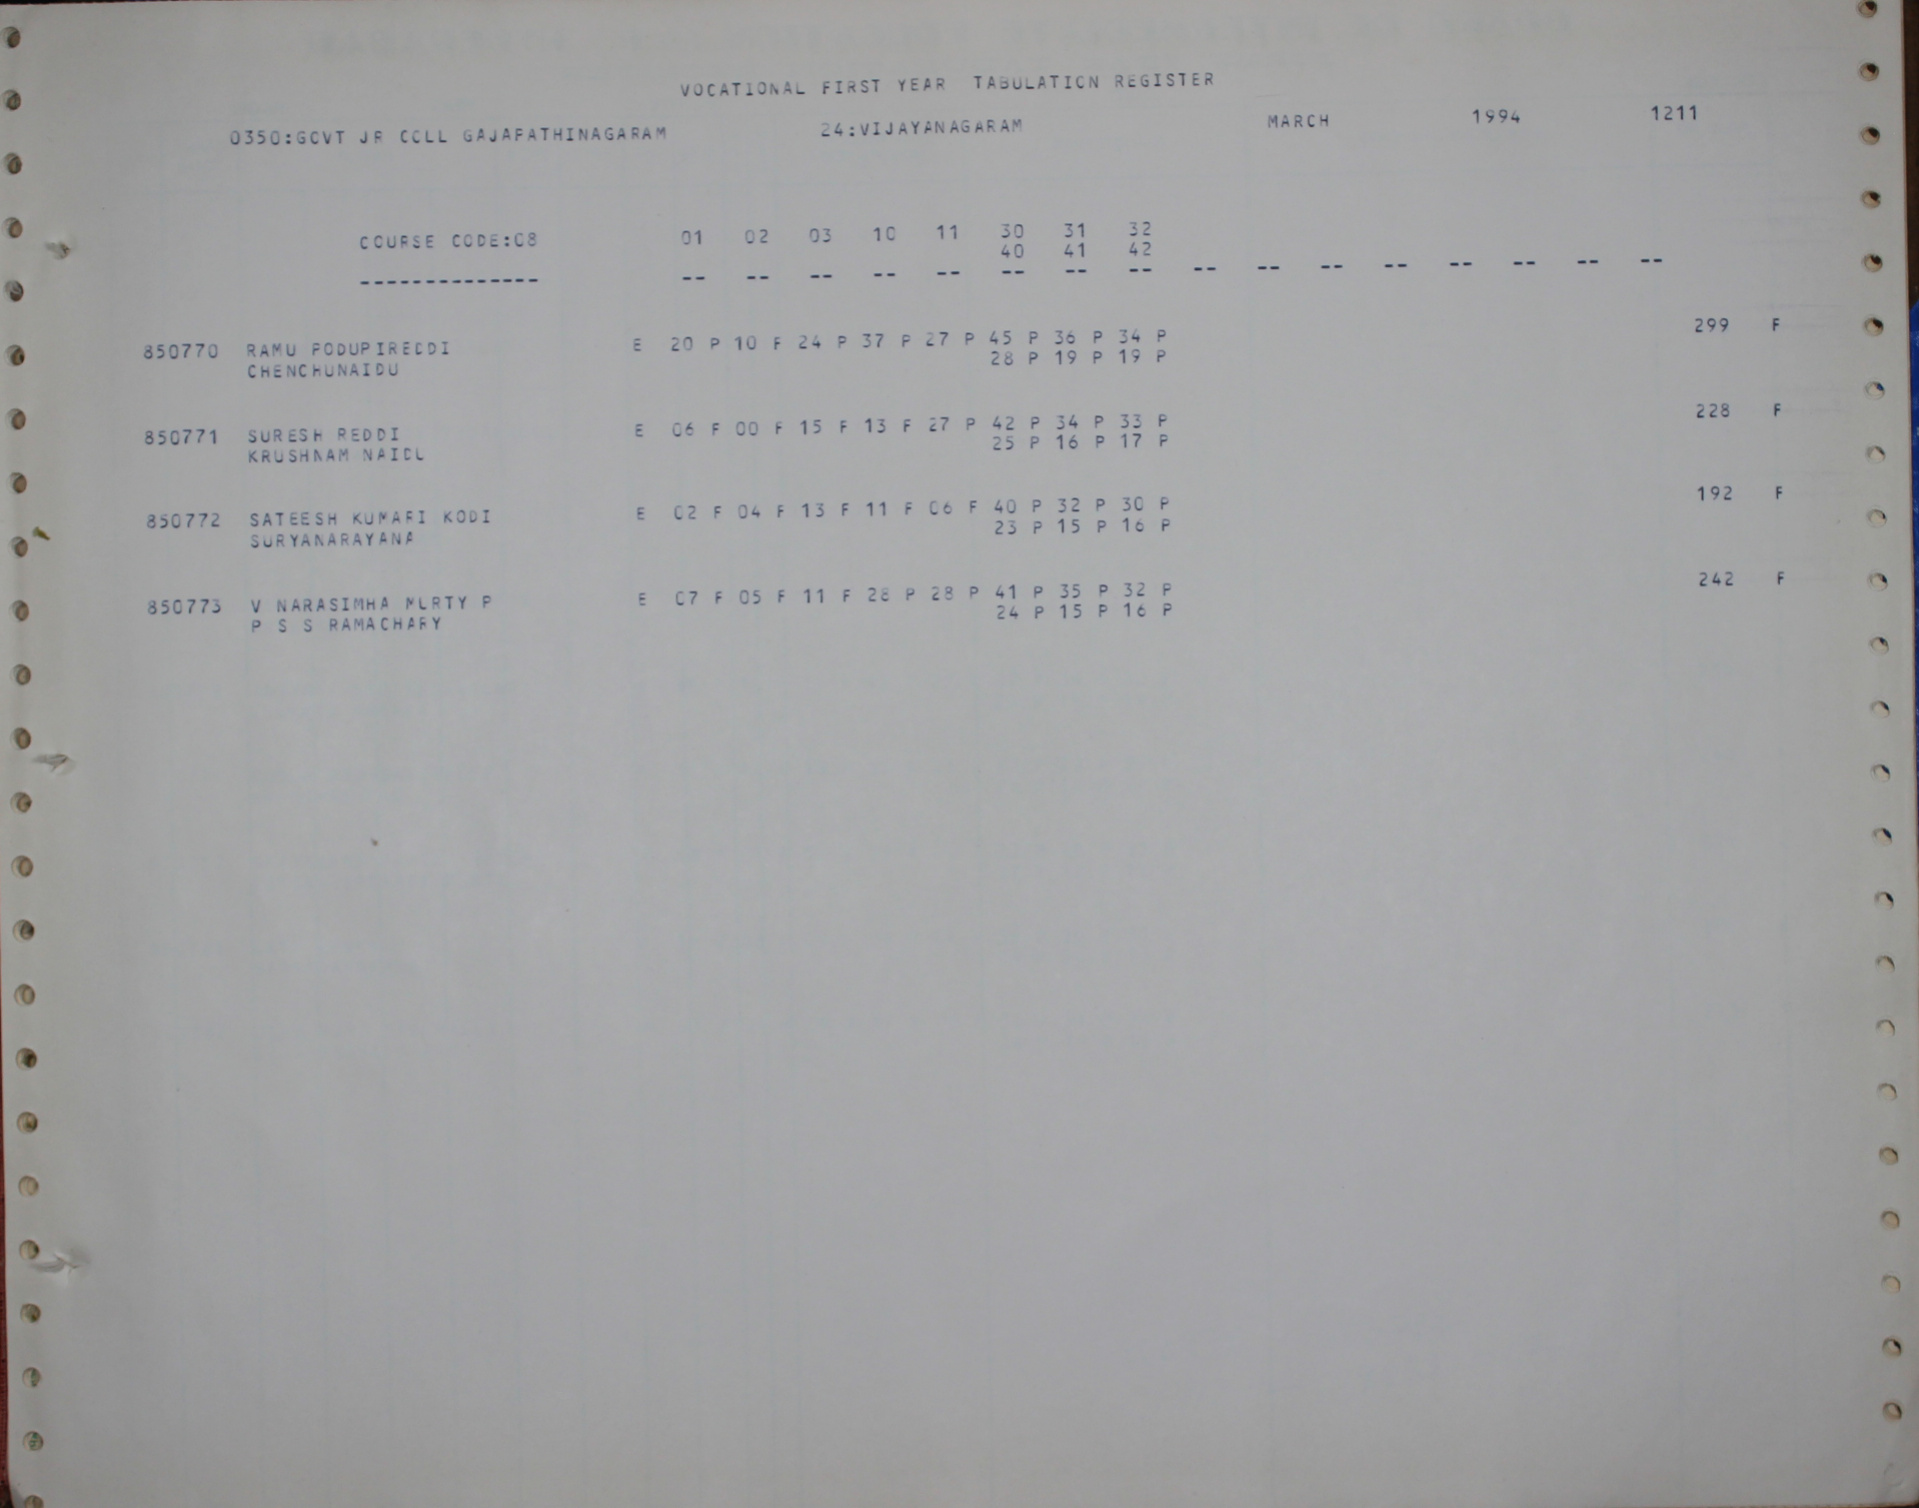 VOCATIONAL FIRST YEAR TABULATION REGISTER
0350:GOVT JR COLL GAJAPATHINAGARAM 24:VIJAYANAGARAM MARCH 1994 1211
COURSE CODE:08 01 02 03 10 11 30 31 32
40 41 42
-------------- -- -- -- -- -- -- -- -- -- -- -- -- -- -- -- --
850770 RAMU PODUPIREDDI E 20 P 10 F 24 P 37 P 27 P 45 P 36 P 34 P 299 F
CHENCHUNAIDU 28 P 19 P 19 P
850771 SURESH REDDI E 06 F 00 F 15 F 13 F 27 P 42 P 34 P 33 P 228 F
KRUSHNAM NAIDU 25 P 16 P 17 P
850772 SATEESH KUMARI KODI E 02 F 04 F 13 F 11 F 06 F 40 P 32 P 30 P 192 F
SURYANARAYANA 23 P 15 P 16 P
850773 V NARASIMHA MURTY P E 07 F 05 F 11 F 28 P 28 P 41 P 35 P 32 P 242 F
P S S RAMACHARY 24 P 15 P 16 P